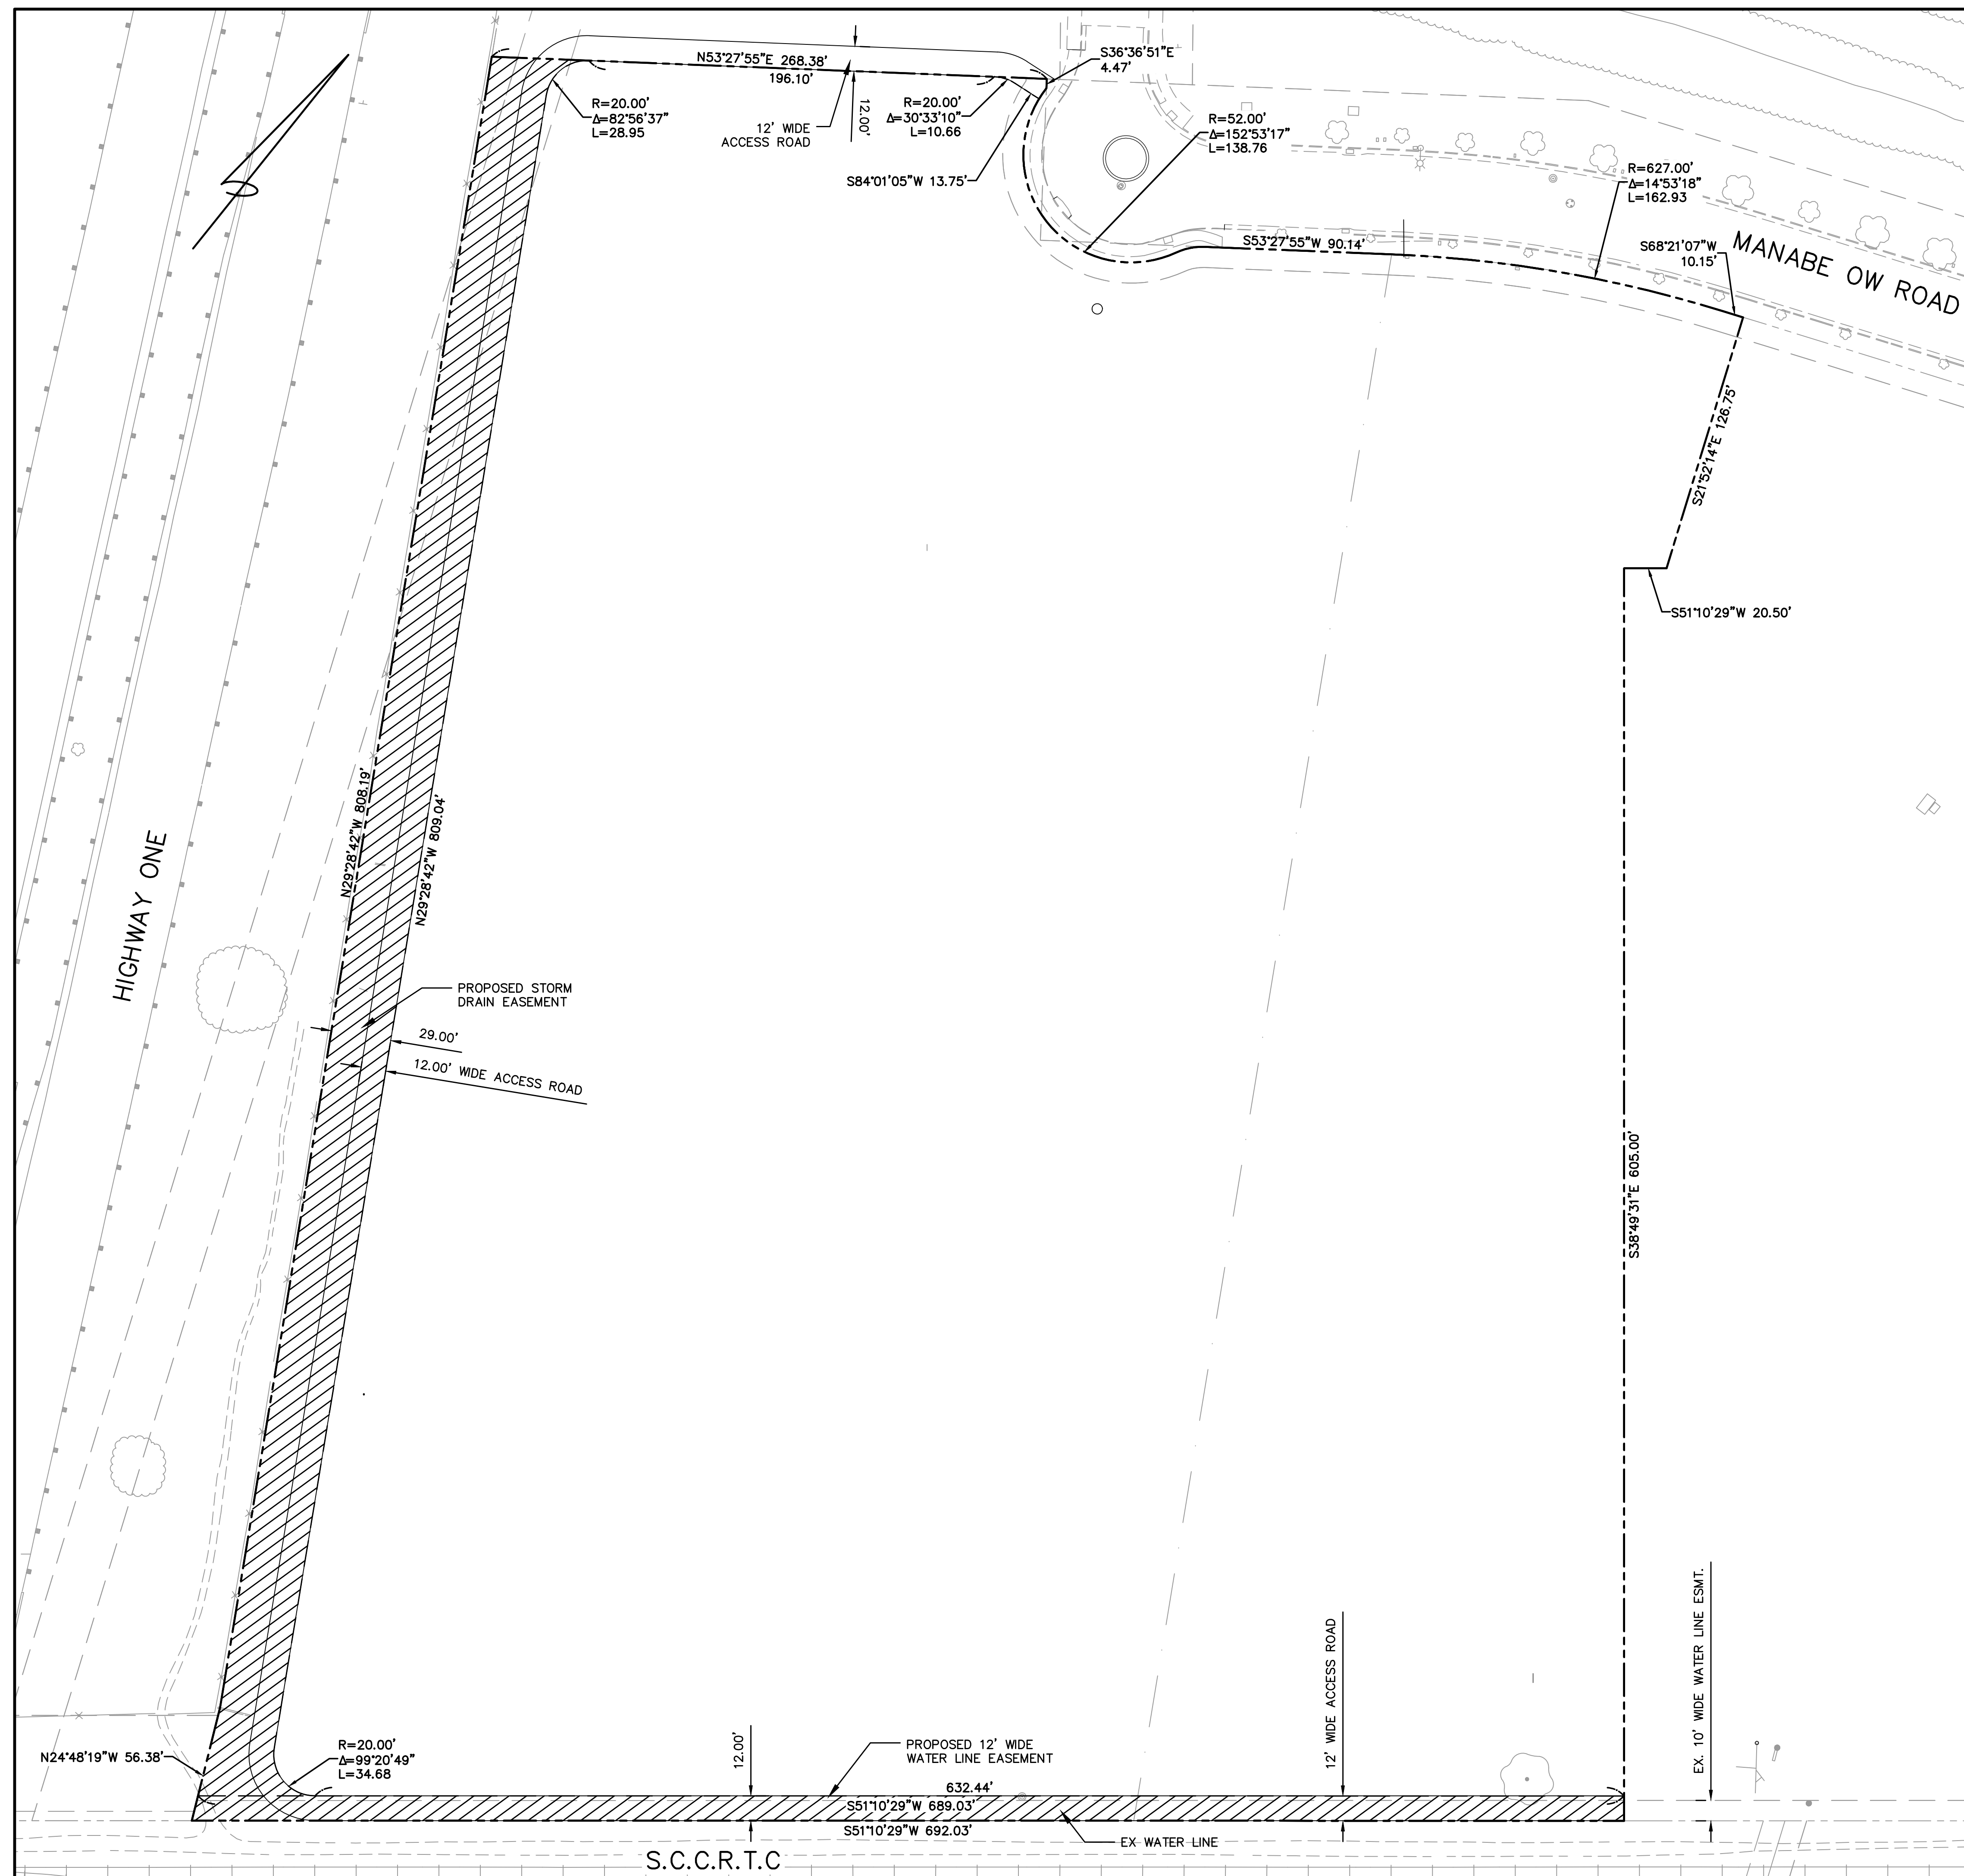 N53°27'55"E 268.38'
196.10'
S36°36'51"E
4.47'
R=20.00'
Δ=82°56'37"
L=28.95
12' WIDE
ACCESS ROAD
12.00'
R=20.00'
Δ=30°33'10"
L=10.66
S84°01'05"W 13.75'
R=52.00'
Δ=152°53'17"
L=138.76
R=627.00'
Δ=14°53'18"
L=162.93
S53°27'55"W 90.14'
S68°21'07"W
10.15'
MANABE OW ROAD
S21°52'14"E 126.75'
S51°10'29"W 20.50'
N29°28'42"W 808.19'
N29°28'42"W 809.04'
HIGHWAY ONE
PROPOSED STORM
DRAIN EASEMENT
29.00'
12.00' WIDE ACCESS ROAD
S38°49'31"E 605.00'
N24°48'19"W 56.38'
R=20.00'
Δ=99°20'49"
L=34.68
12.00'
PROPOSED 12' WIDE
WATER LINE EASEMENT
12' WIDE ACCESS ROAD
EX. 10' WIDE WATER LINE ESMT.
632.44'
S51°10'29"W 689.03'
S51°10'29"W 692.03'
EX WATER LINE
S.C.C.R.T.C